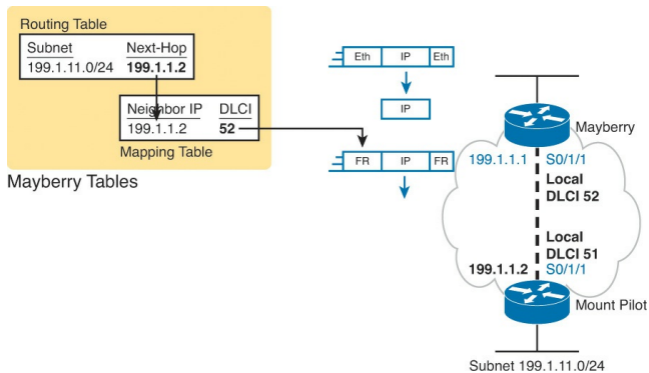 Routing Table
Subnet Next-Hop
199.1.11.0/24 199.1.1.2
Neighbor IP DLCI
199.1.1.2 52
Mapping Table
Mayberry Tables
Eth IP Eth
IP
FR IP FR
Mayberry
199.1.1.1 S0/1/1
Local
DLCI 52
Local
DLCI 51
199.1.1.2 S0/1/1
Mount Pilot
Subnet 199.1.11.0/24